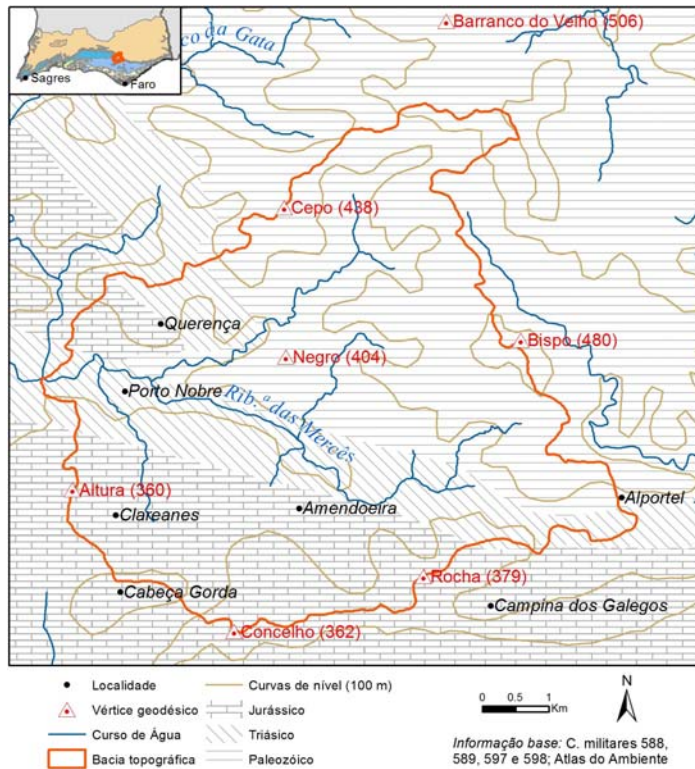 Sagres
Faro
co da Gata
Barranco do Velho (506)
Cepo (438)
Querença
Negro (404)
Bispo (480)
Porto Nobre
Rib.ª das Mercês
Altura (360)
Clareanes
Amendoeira
Alportel
Rocha (379)
Cabeça Gorda
Campina dos Galegos
Concelho (362)
Localidade
Vértice geodésico
Curso de Água
Bacia topográfica
Curvas de nível (100 m)
Jurássico
Triásico
Paleozóico
0 0.5 1
Km
N
Informação base: C. militares 588,
589, 597 e 598; Atlas do Ambiente